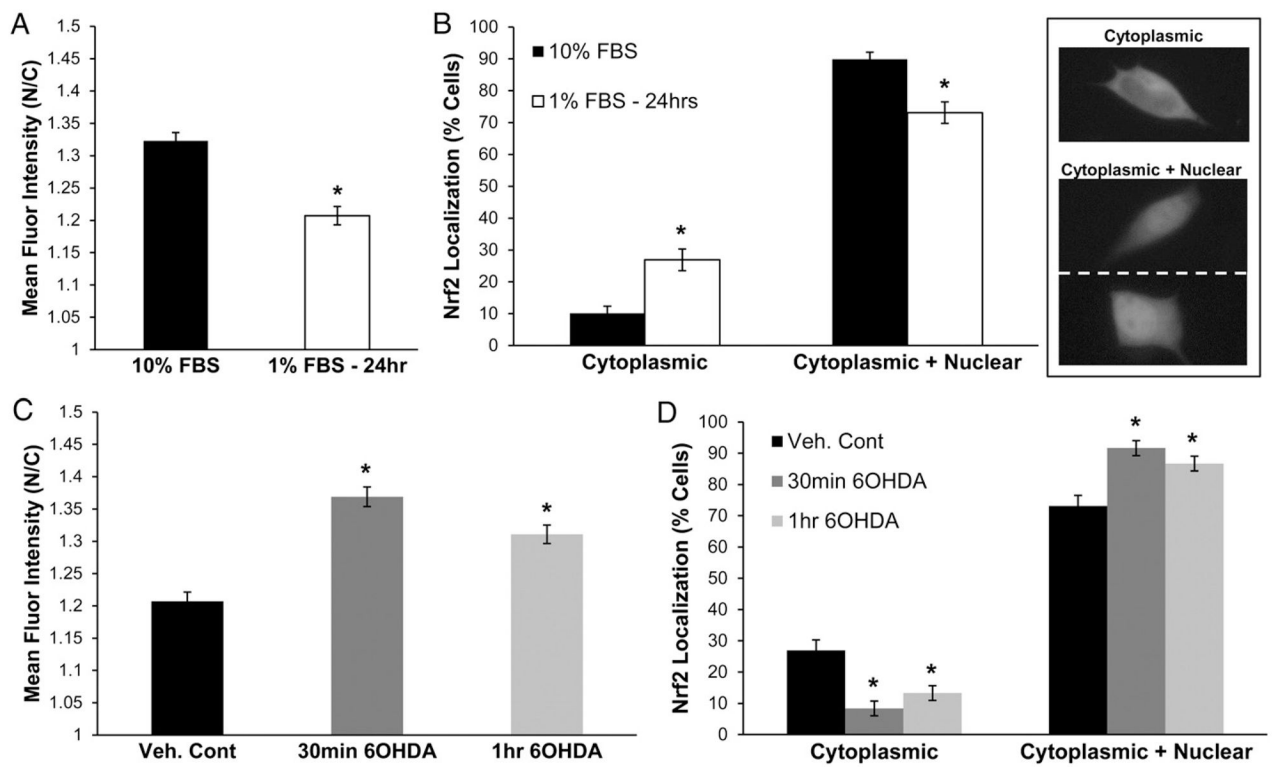 A
Mean Fluor Intensity (N/C)
1.5
1.45
1.4
1.35
1.3
1.25
1.2
1.15
1.1
1.05
1
*
10% FBS
1% FBS - 24hr
B
Nrf2 Localization (% Cells)
100
90
80
70
60
50
40
30
20
10
0
10% FBS
1% FBS - 24hrs
*
*
Cytoplasmic
Cytoplasmic + Nuclear
Cytoplasmic
Cytoplasmic + Nuclear
C
Mean Fluor Intensity (N/C)
1.5
1.45
1.4
1.35
1.3
1.25
1.2
1.15
1.1
1.05
1
*
*
Veh. Cont
30min 6OHDA
1hr 6OHDA
D
Nrf2 Localization (% Cells)
100
90
80
70
60
50
40
30
20
10
0
Veh. Cont
30min 6OHDA
1hr 6OHDA
*
*
*
*
Cytoplasmic
Cytoplasmic + Nuclear